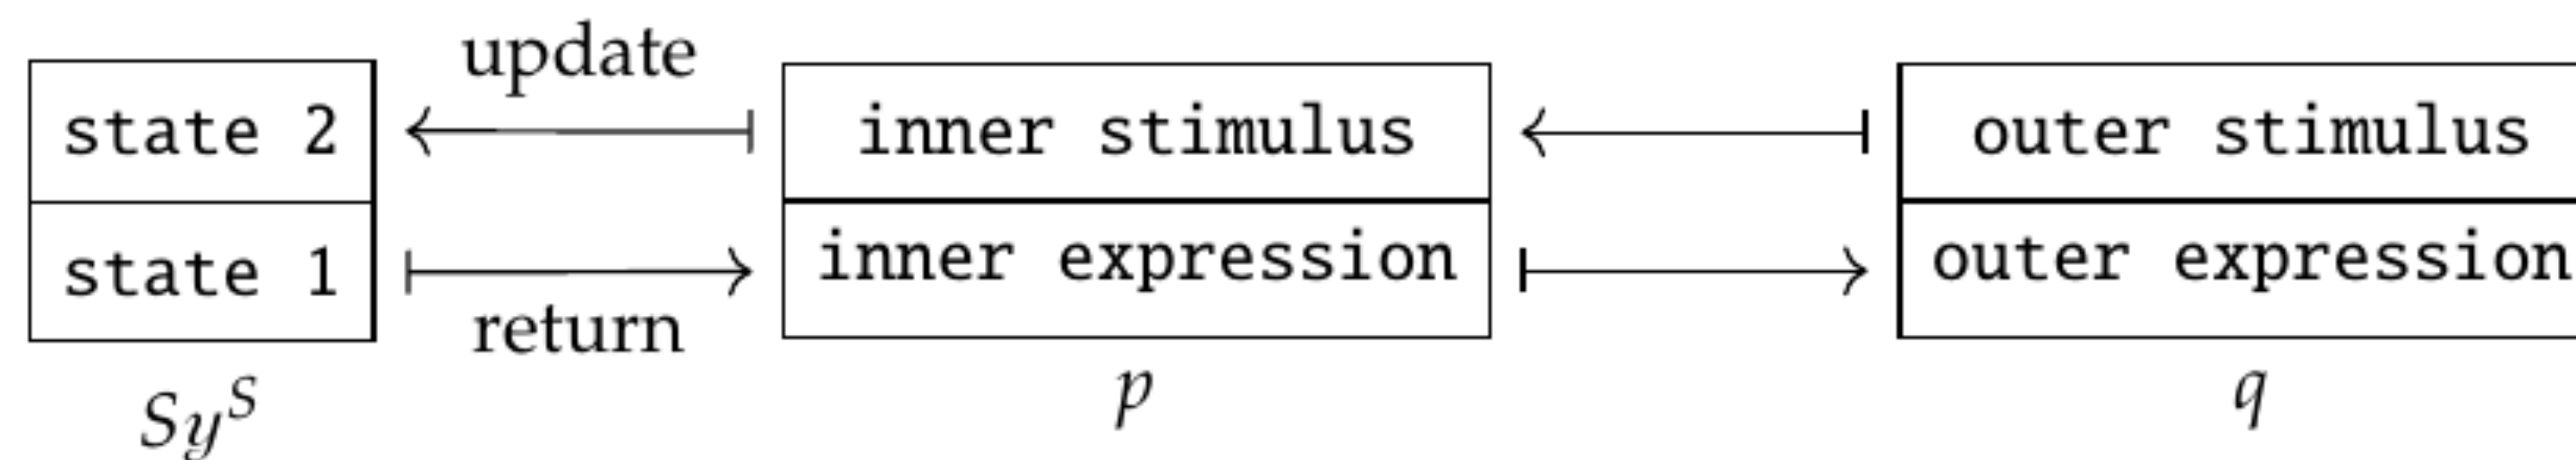 update
state 2 inner stimulus outer stimulus
state 1 inner expression outer expression
return
Sy^S p q